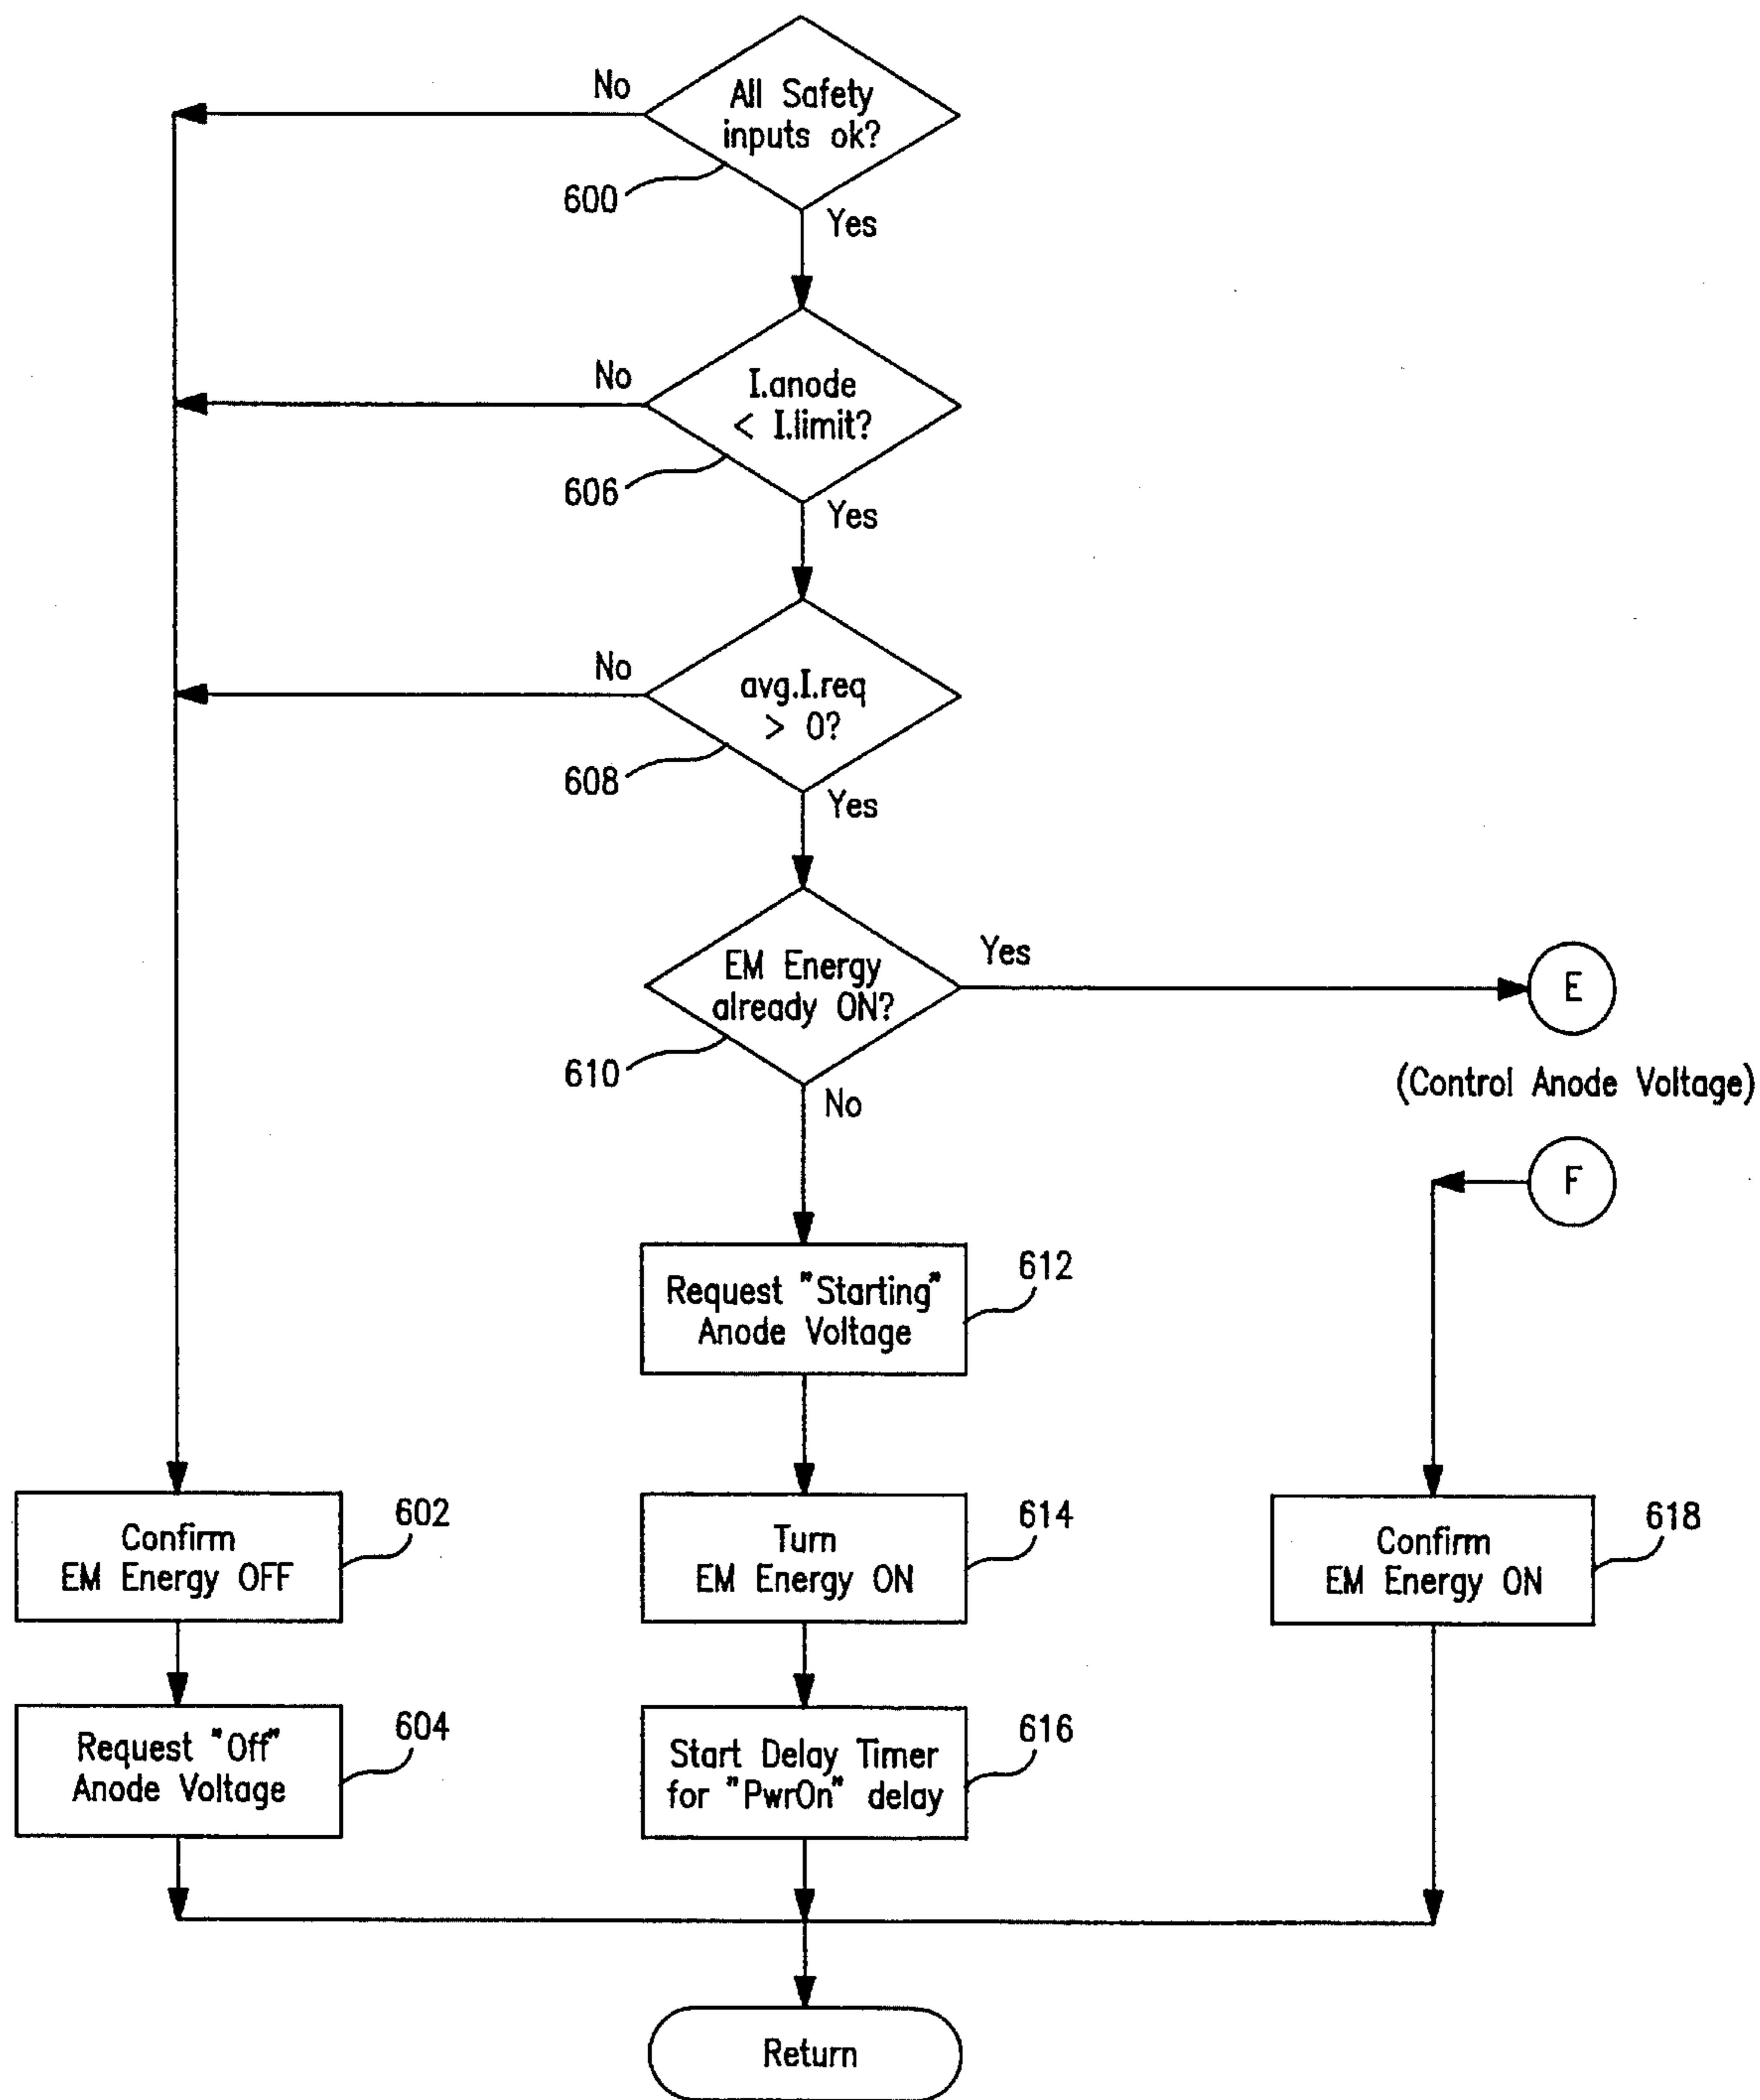 No
All Safety
inputs ok?
600
Yes
No
I.anode
< I.limit?
606
Yes
No
avg.I.req
> 0?
608
Yes
EM Energy
already ON?
Yes
E
610
No
(Control Anode Voltage)
F
Request "Starting"
Anode Voltage
612
Confirm
EM Energy OFF
602
Turn
EM Energy ON
614
Confirm
EM Energy ON
618
Request "Off"
Anode Voltage
604
Start Delay Timer
for "PwrOn" delay
616
Return